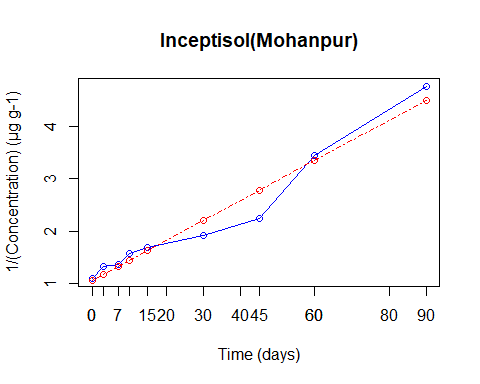 Inceptisol(Mohanpur)
1/(Concentration) (µg g-1)
4
3
2
1
0 7 1520 30 4045 60 80 90
Time (days)